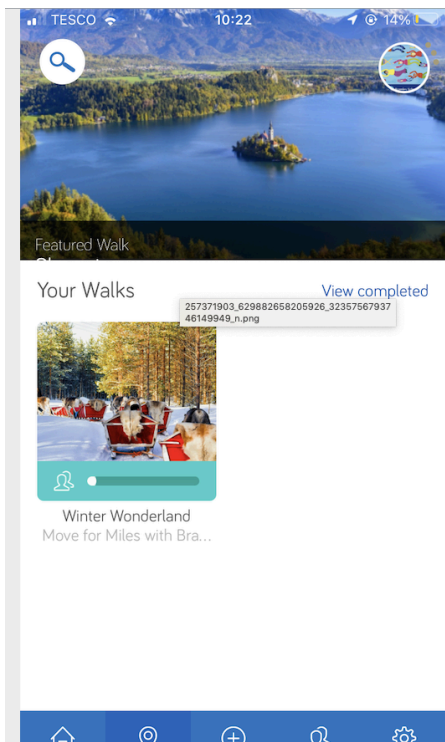 TESCO 10:22 14%
Featured Walk
Your Walks
View completed
257371903_629882658205926_32357567937
46149949_n.png
Winter Wonderland
Move for Miles with Bra...